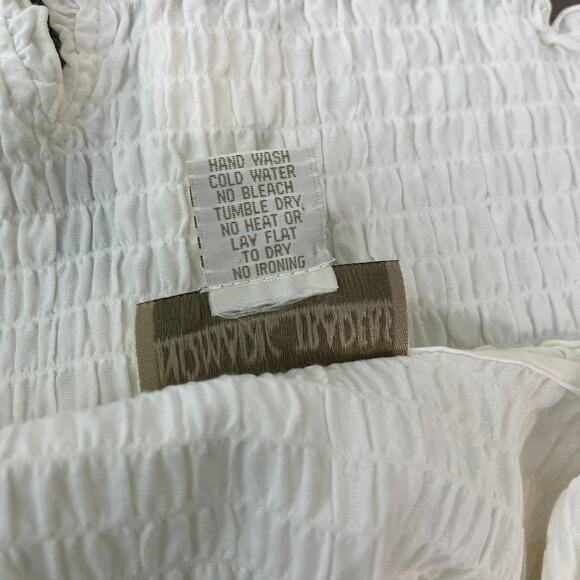 HAND WASH
COLD WATER
NO BLEACH
TUMBLE DRY,
NO HEAT OR
LAY FLAT
TO DRY
NO IRONING